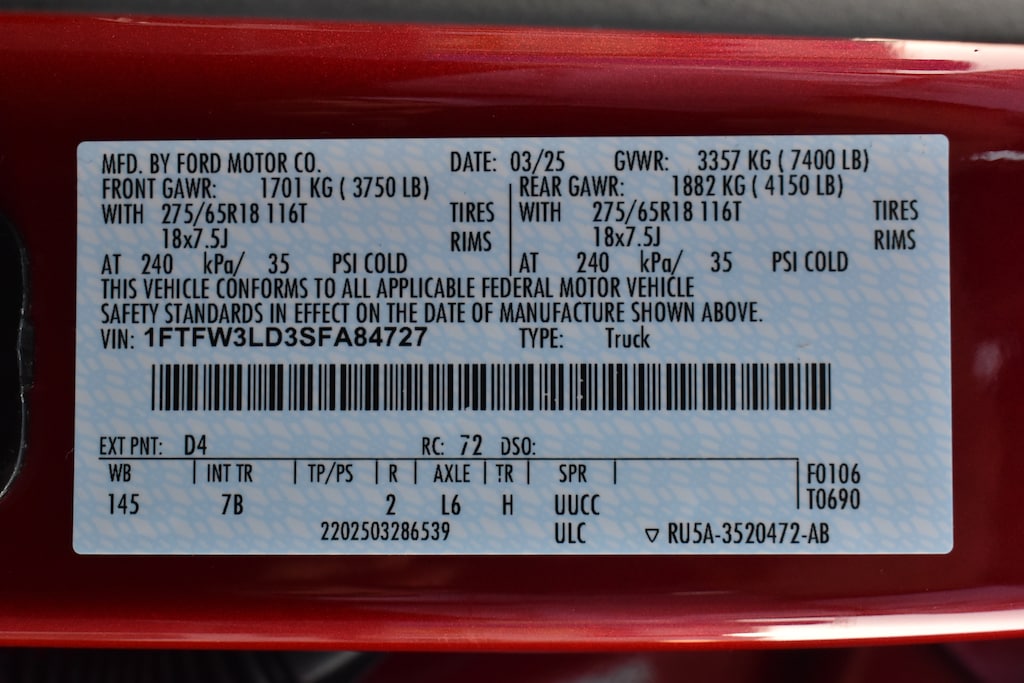 MFD. BY FORD MOTOR CO. DATE: 03/25 GVWR: 3357 KG ( 7400 LB)
FRONT GAWR: 1701 KG ( 3750 LB) REAR GAWR: 1882 KG ( 4150 LB)
WITH 275/65R18 116T TIRES WITH 275/65R18 116T TIRES
18x7.5J RIMS 18x7.5J RIMS
AT 240 kPa/ 35 PSI COLD AT 240 kPa/ 35 PSI COLD
THIS VEHICLE CONFORMS TO ALL APPLICABLE FEDERAL MOTOR VEHICLE
SAFETY STANDARDS IN EFFECT ON THE DATE OF MANUFACTURE SHOWN ABOVE.
VIN: 1FTFW3LD3SFA84727 TYPE: Truck
EXT PNT: D4 RC: 72 DSO:
WB INT TR TP/PS R AXLE TR SPR F0106
145 7B 2 L6 H UUCC T0690
2202503286539 ULC ▽ RU5A-3520472-AB